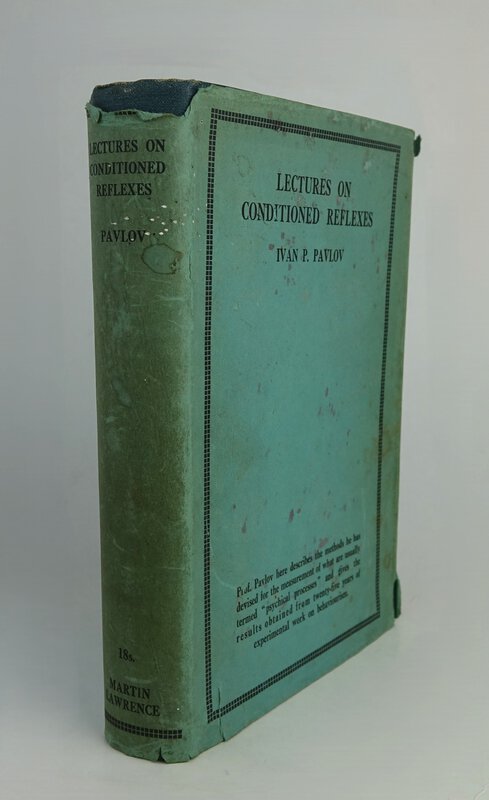 LECTURES ON
CONDITIONED
REFLEXES
PAVLOV
18s.
MARTIN
LAWRENCE
LECTURES ON
CONDITIONED REFLEXES
IVAN P. PAVLOV
Prof. Pavlov here describes the methods he has
devised for the measurement of what are usually
termed "psychical processes" and gives the
results obtained from twenty-five years of
experimental work on behaviourism.